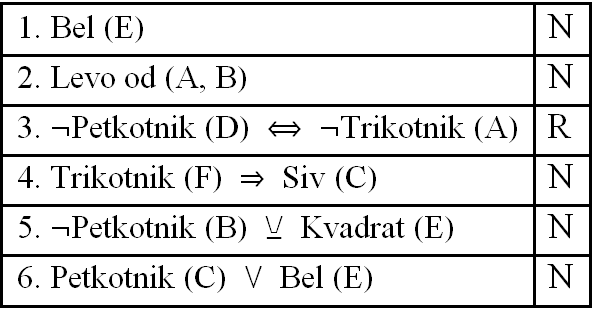 1. Bel (E) N
2. Levo od (A, B) N
3. ¬Petkotnik (D) ⇔ ¬Trikotnik (A) R
4. Trikotnik (F) ⇒ Siv (C) N
5. ¬Petkotnik (B) ⊻ Kvadrat (E) N
6. Petkotnik (C) ∨ Bel (E) N